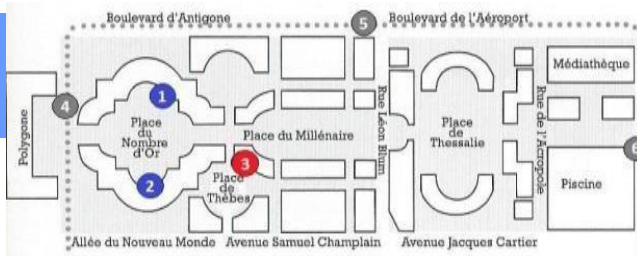 Boulevard d'Antigone
5
Boulevard de l'Aéroport
Médiathèque
1
4
Polygone
Place
du
Nombre
d'Or
Place du Millénaire
Rue Léon Blum
Place
de
Thessalie
Rue de l'Acropole
6
3
2
Place
de
Thèbes
Piscine
Allée du Nouveau Monde
Avenue Samuel Champlain
Avenue Jacques Cartier